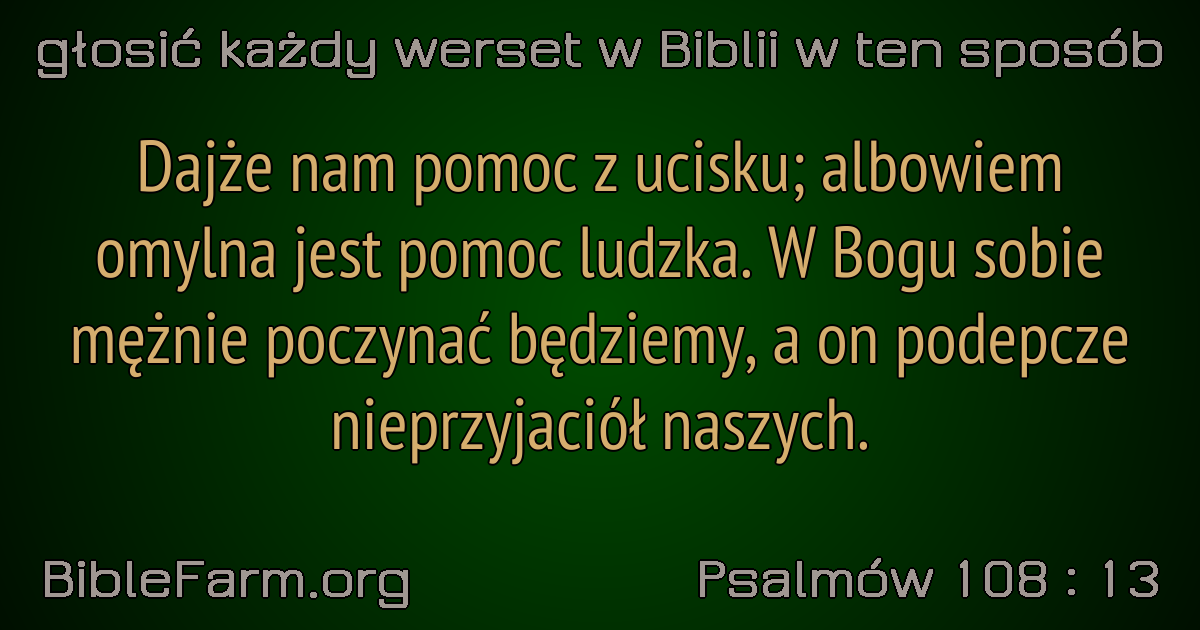 głosić każdy werset w Biblii w ten sposób
Dajże nam pomoc z ucisku; albowiem
omylna jest pomoc ludzka. W Bogu sobie
mężnie poczynać będziemy, a on podepcze
nieprzyjaciół naszych.
BibleFarm.org
Psalmów 108 : 13